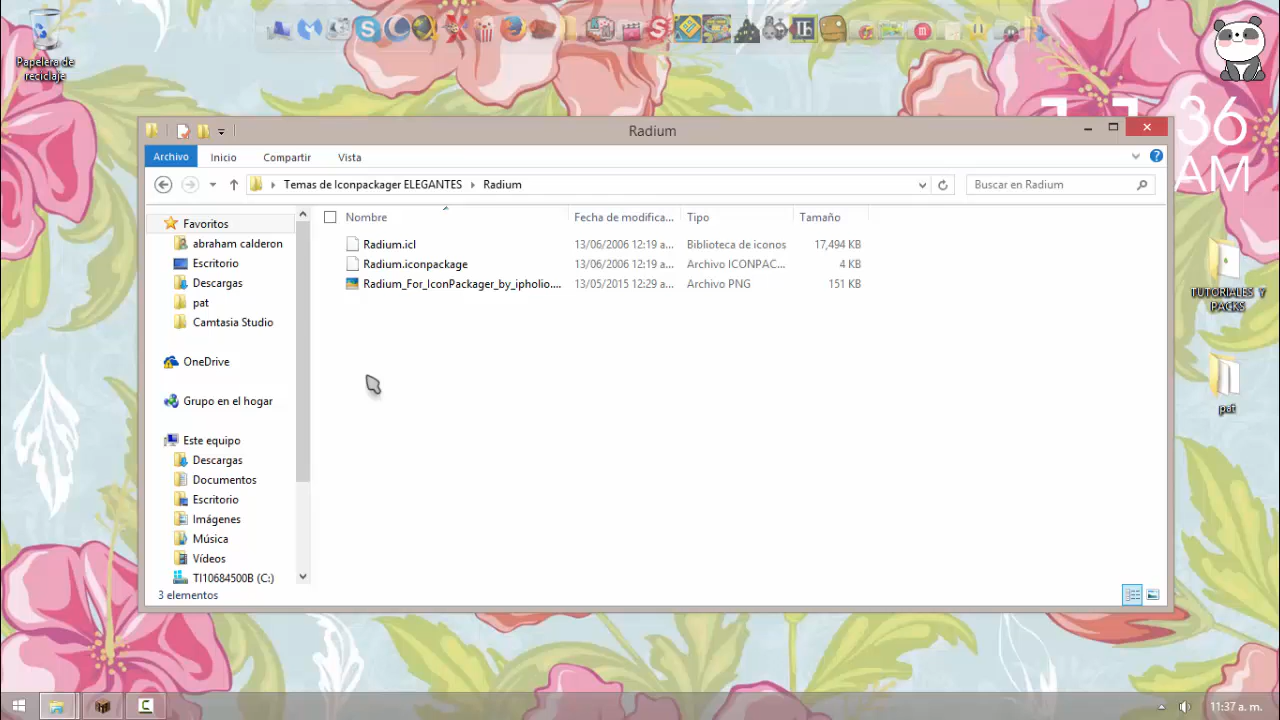 Papelera de
reciclaje
36
AM
Radium
Archivo Inicio Compartir Vista
Temas de Iconpackager ELEGANTES Radium Buscar en Radium
Nombre Fecha de modifica... Tipo Tamaño
Radium.icl 13/06/2006 12:19 a... Biblioteca de iconos 17,494 KB
Radium.iconpackage 13/06/2006 12:19 a... Archivo ICONPAC... 4 KB
Radium_For_IconPackager_by_ipholio.... 13/05/2015 12:29 a... Archivo PNG 151 KB
Favoritos
abraham calderon
Escritorio
Descargas
pat
Camtasia Studio
OneDrive
Grupo en el hogar
Este equipo
Descargas
Documentos
Escritorio
Imágenes
Música
Vídeos
TI10684500B (C:)
3 elementos
TUTORIALES Y
PACKS
pat
11:37 a. m.